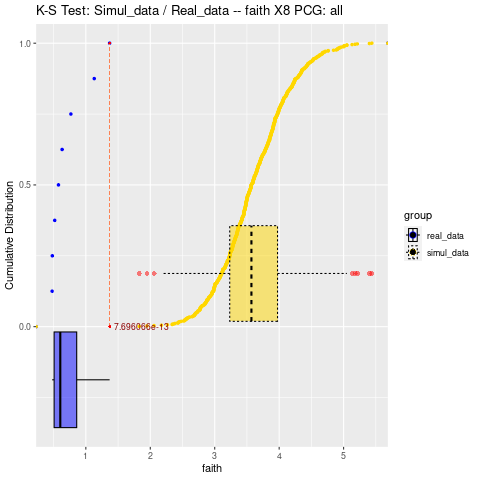 K-S Test: Simul_data / Real_data -- faith X8 PCG: all
1.0
0.5
0.0
Cumulative Distribution
7.696066e-13
1 2 3 4 5
faith
group
real_data
simul_data